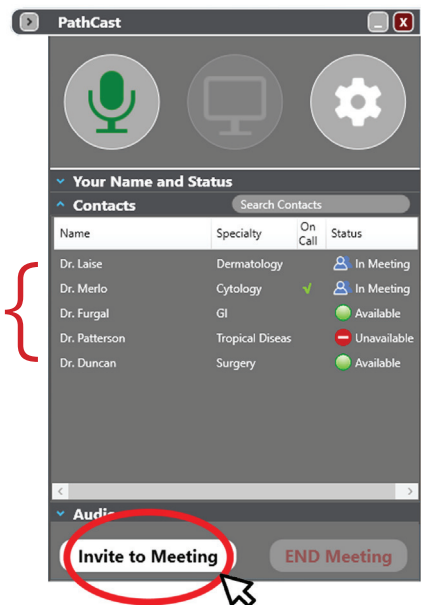 PathCast
Your Name and Status
Contacts Search Contacts
Name Specialty On Call Status
Dr. Laise Dermatology In Meeting
Dr. Merlo Cytology √ In Meeting
Dr. Furgal GI Available
Dr. Patterson Tropical Diseas Unavailable
Dr. Duncan Surgery Available
Audio
Invite to Meeting END Meeting